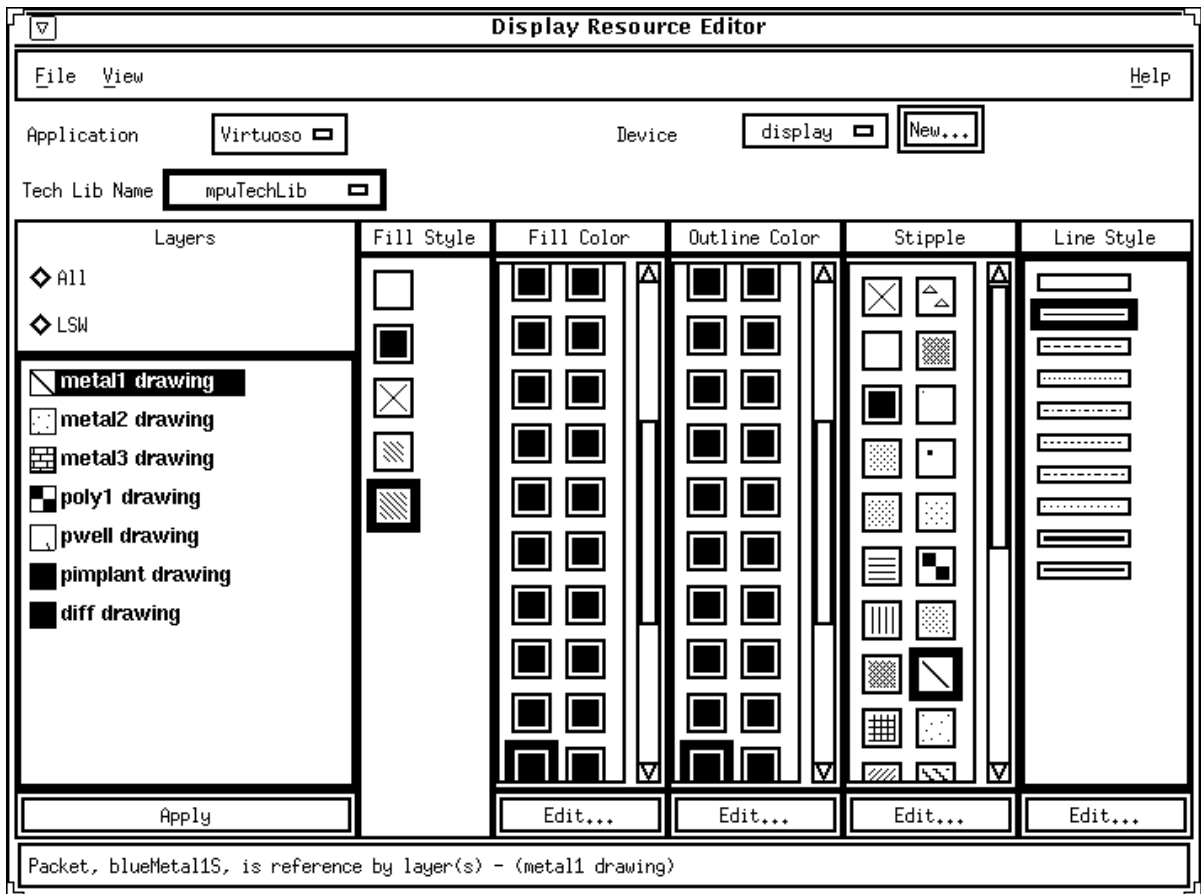 Display Resource Editor
File View Help
Application Virtuoso Device display New...
Tech Lib Name mpuTechLib
Layers Fill Style Fill Color Outline Color Stipple Line Style
All
LSW
metal1 drawing
metal2 drawing
metal3 drawing
poly1 drawing
pwell drawing
pimplant drawing
diff drawing
Apply Edit... Edit... Edit... Edit...
Packet, blueMetal1S, is reference by layer(s) - (metal1 drawing)